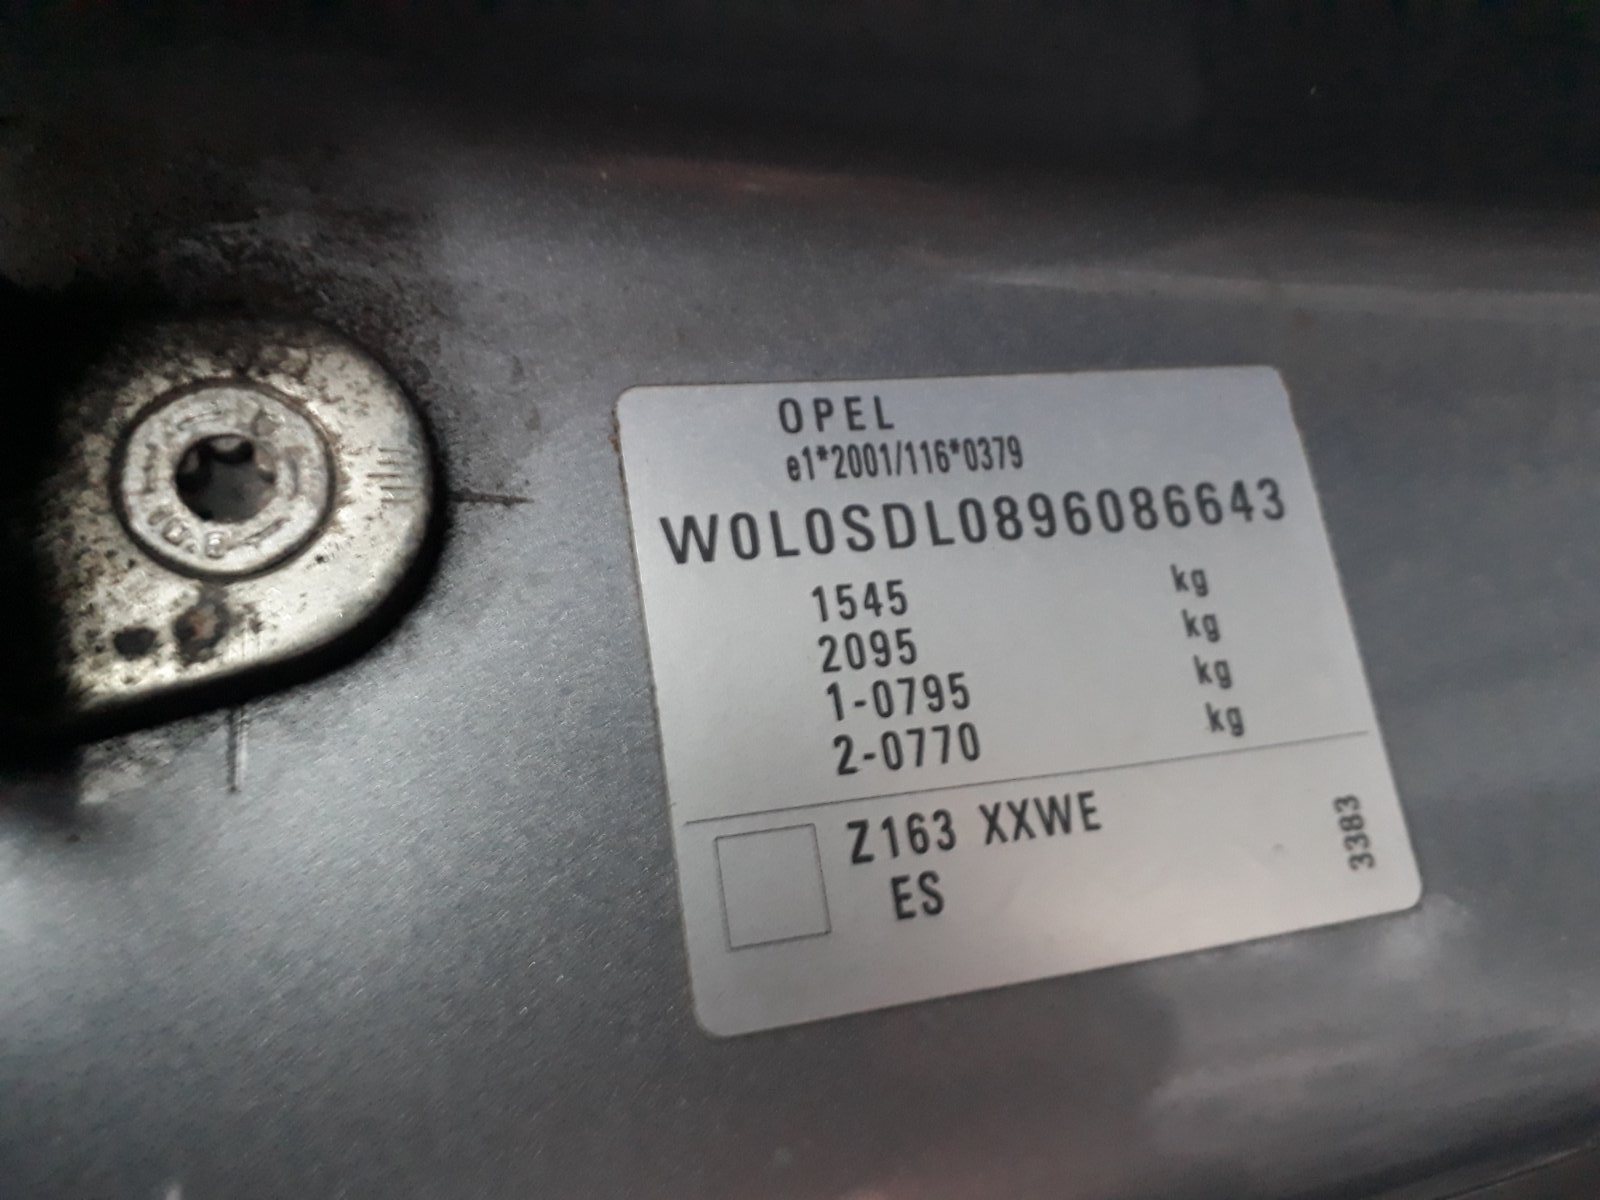 OPEL
e1*2001/116*0379
W0L0SDL0896086643
1545 kg
2095 kg
1-0795 kg
2-0770 kg
Z163 XXWE
ES
3383